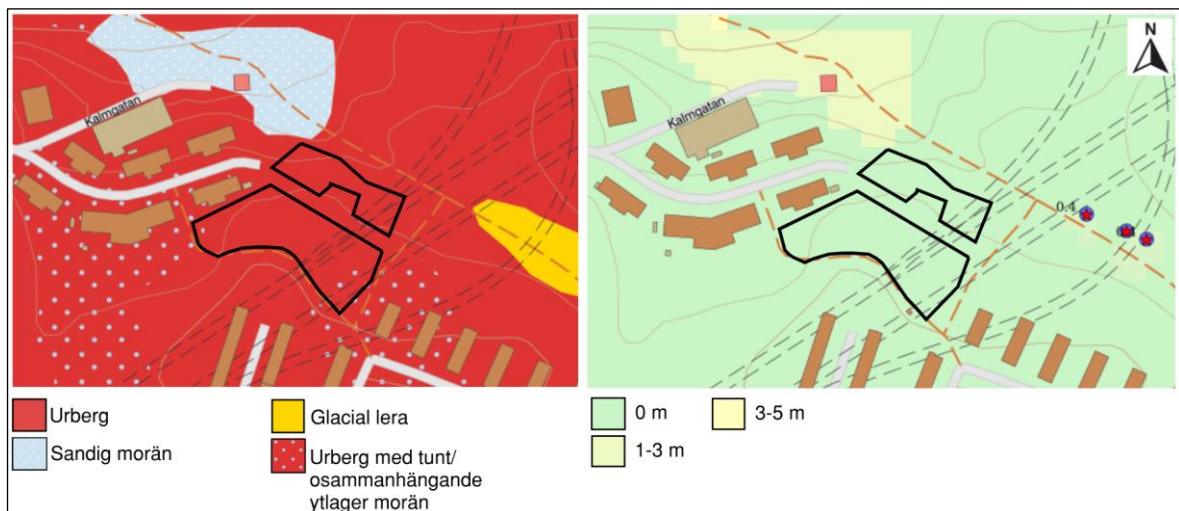 Kalmgatan
Kalmgatan
N
0.4
Urberg
Sandig morän
Glacial lera
Urberg med tunt/
osammanhängande
ytlager morän
0 m
1-3 m
3-5 m